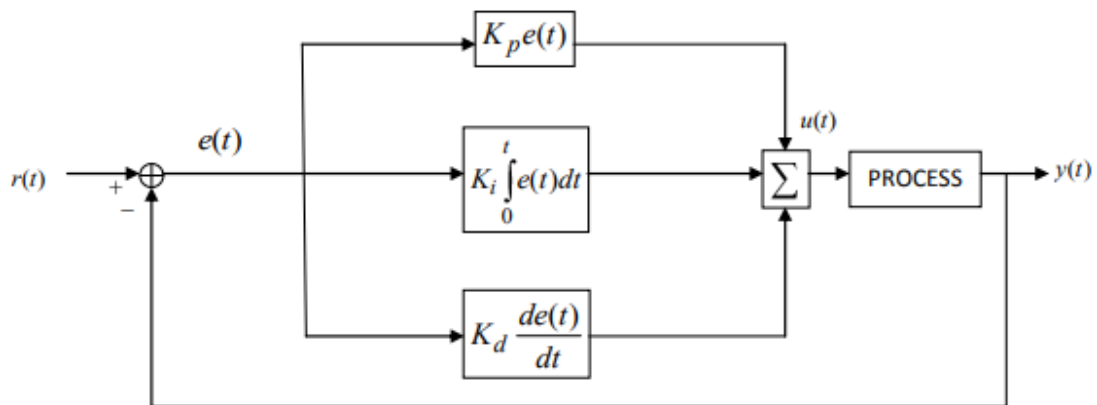 K_p e(t)
u(t)
e(t)
r(t)
+
−
K_i ∫_0^t e(t)dt
∑
PROCESS
y(t)
K_d de(t)/dt